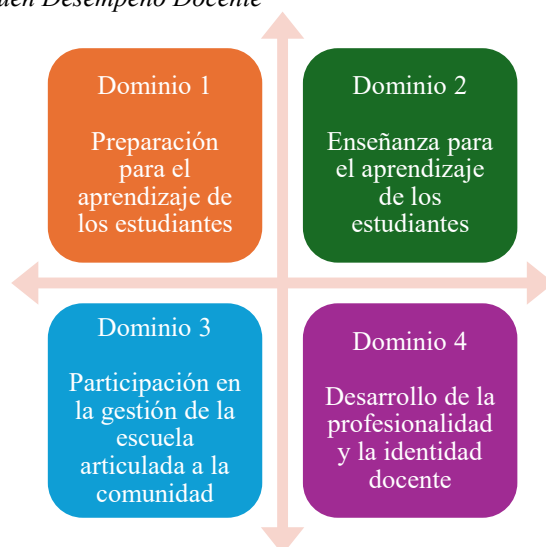 Desempeño Docente
Dominio 1
Preparación
para el
aprendizaje de
los estudiantes
Dominio 2
Enseñanza para
el aprendizaje
de los
estudiantes
Dominio 3
Participación en
la gestión de la
escuela
articulada a la
comunidad
Dominio 4
Desarrollo de la
profesionalidad
y la identidad
docente